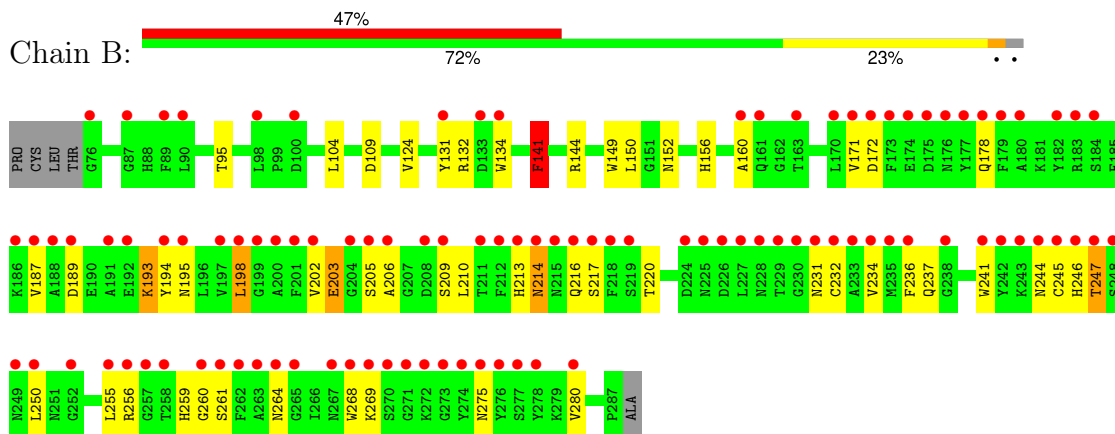 47%
Chain B:
72% 23% • •
PRO CYS LEU THR G76 G87 H88 F89 L90 T95 L98 P99 D100 L104 D109 V124 Y131 R132 D133 W134 F141 R144 W149 L150 G151 N152 H156 A160 Q161 G162 T163 L170 V171 D172 F173 E174 D175 N176 Y177 Q178 F179 A180 K181 Y182 R183 S184
K186 V187 A188 D189 E190 A191 E192 K193 Y194 N195 L196 V197 L198 G199 A200 F201 V202 E203 G204 S205 A206 G207 D208 S209 L210 T211 F212 H213 N214 N215 Q216 S217 F218 S219 T220 D224 N225 D226 L227 N228 T229 G230 N231 C232 A233 V234 M235 F236 Q237 G238 W241 Y242 K243 N244 C245 H246 T247 S248
N249 L250 N251 G252 L255 R256 G257 T258 H259 G260 S261 F262 A263 N264 G265 I266 N267 W268 K269 S270 G271 K272 G273 Y274 N275 Y276 S277 Y278 K279 V280 P287 ALA